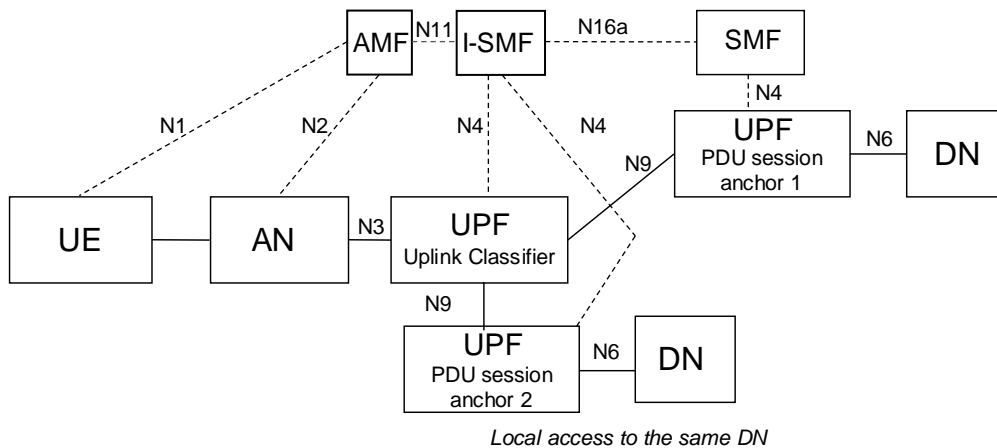 AMF
N11
I-SMF
N16a
SMF
N1
N2
N4
N4
N4
UPF
PDU session
anchor 1
N6
DN
N9
UE
AN
N3
UPF
Uplink Classifier
N9
UPF
PDU session
anchor 2
N6
DN
Local access to the same DN